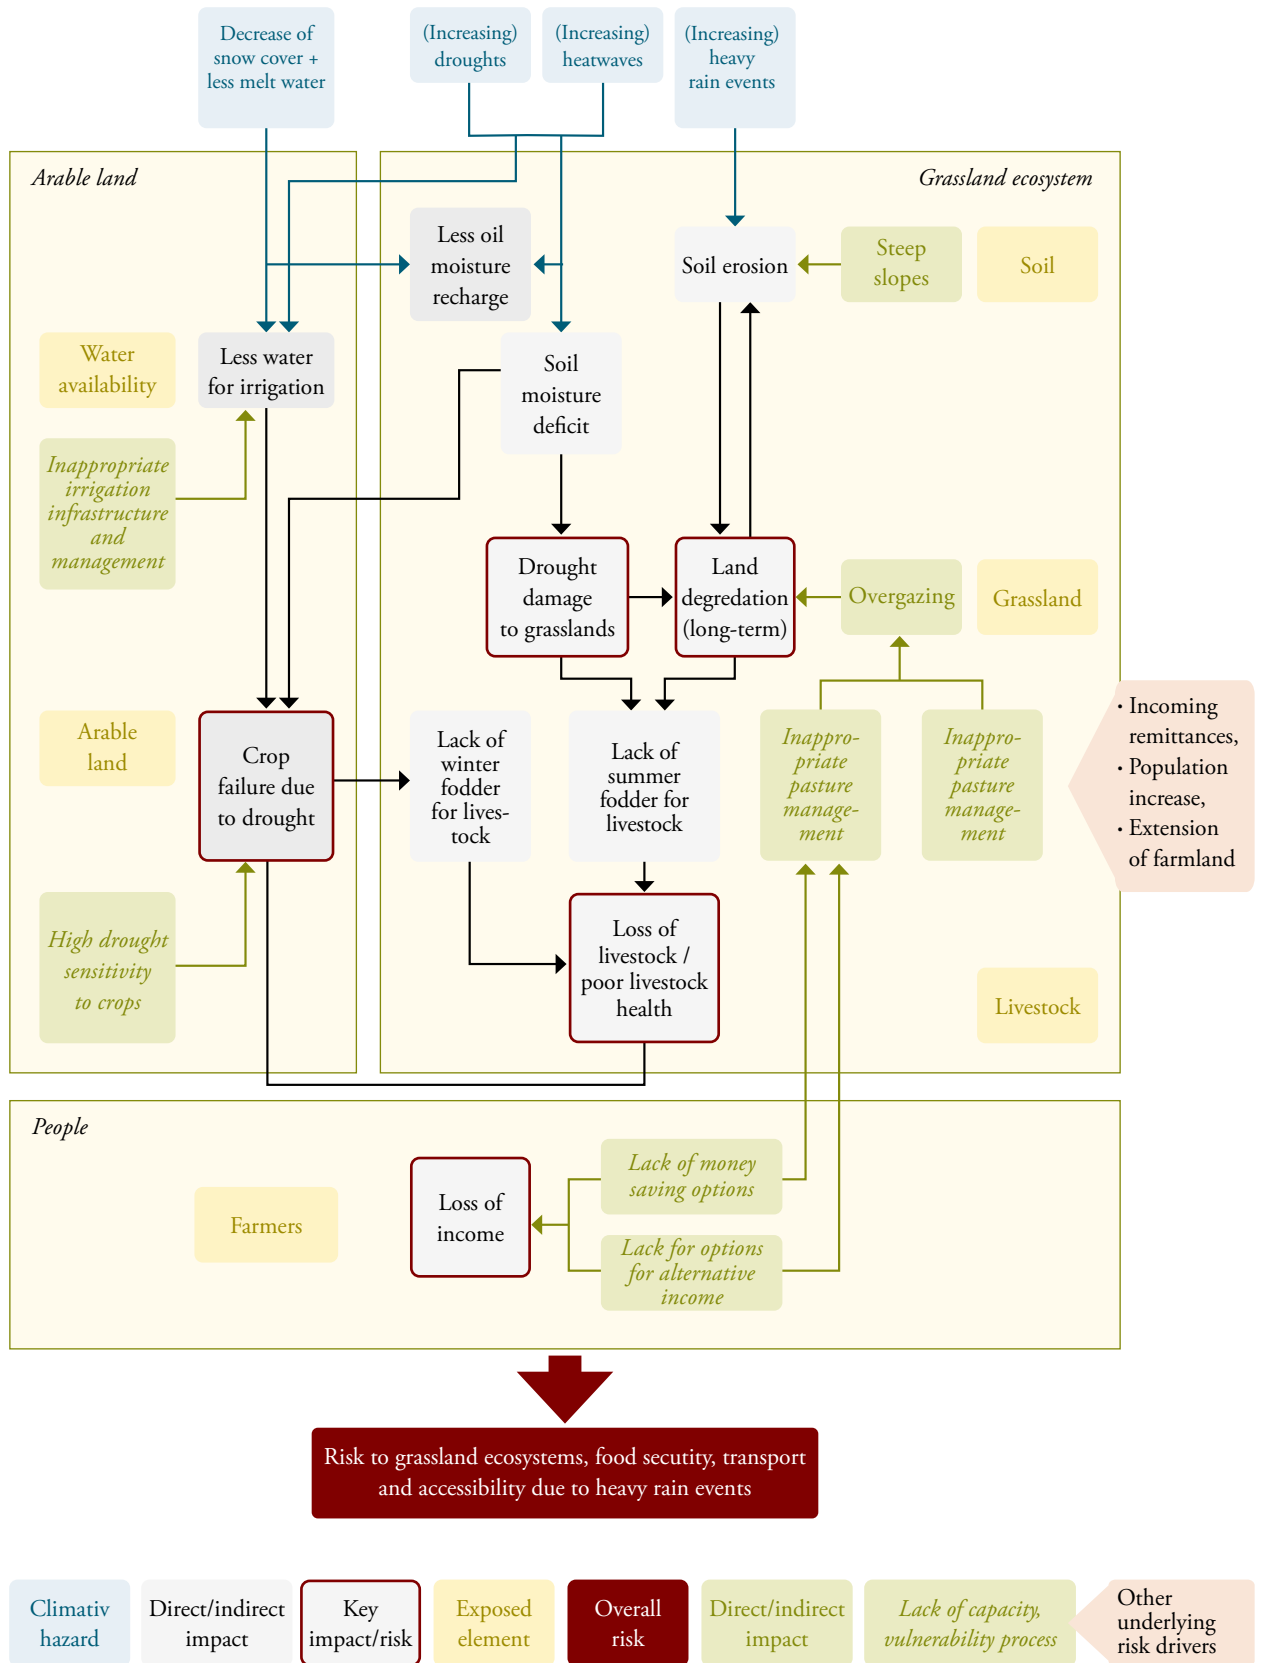 Decrease of
snow cover +
less melt water
(Increasing)
droughts
(Increasing)
heatwaves
(Increasing)
heavy
rain events
Arable land
Grassland ecosystem
Less oil
moisture
recharge
Soil erosion
Steep
slopes
Soil
Water
availability
Less water
for irrigation
Soil
moisture
deficit
Inappropriate
irrigation
infrastructure
and
management
Drought
damage
to grasslands
Land
degredation
(long-term)
Overgazing
Grassland
Arable
land
Crop
failure due
to drought
Lack of
winter
fodder
for lives-
tock
Lack of
summer
fodder for
livestock
Inappro-
priate
pasture
manage-
ment
Inappro-
priate
pasture
manage-
ment
· Incoming
remittances,
· Population
increase,
· Extension
of farmland
High drought
sensitivity
to crops
Loss of
livestock /
poor livestock
health
Livestock
People
Farmers
Loss of
income
Lack of money
saving options
Lack for options
for alternative
income
Risk to grassland ecosystems, food secutity, transport
and accessibility due to heavy rain events
Climativ
hazard
Direct/indirect
impact
Key
impact/risk
Exposed
element
Overall
risk
Direct/indirect
impact
Lack of capacity,
vulnerability process
Other
underlying
risk drivers